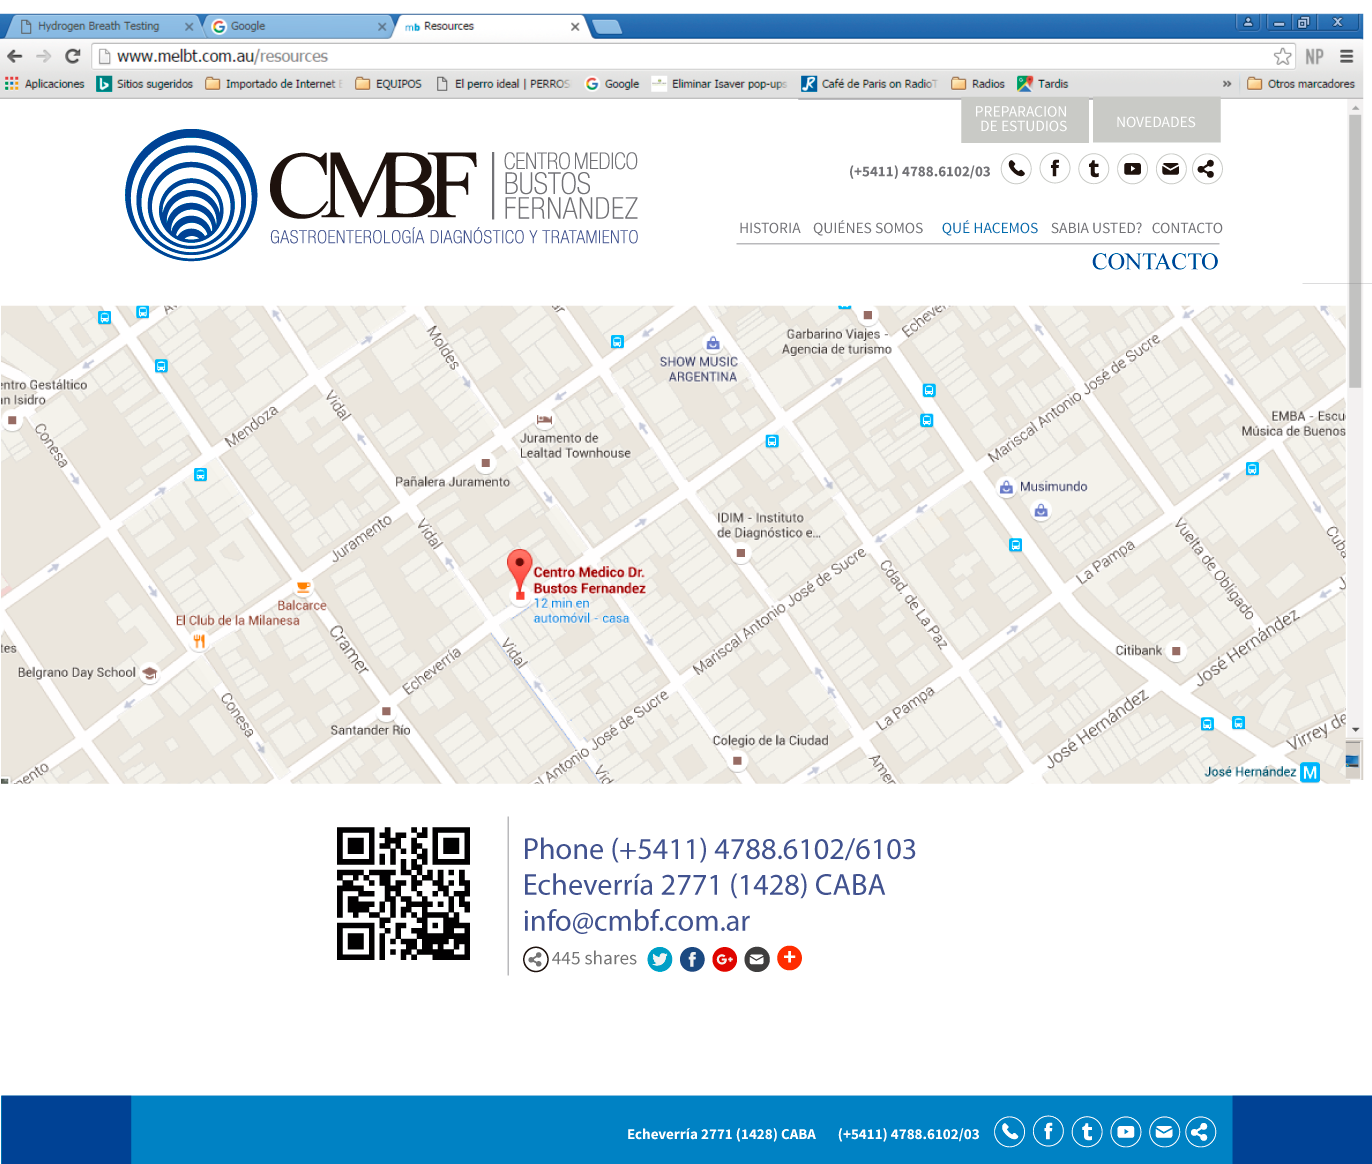 Hydrogen Breath Testing
Google
mb Resources
www.melbt.com.au/resources
NP
Aplicaciones
Sitios sugeridos
Importado de Internet E
EQUIPOS
El perro ideal | PERROS
Google
Eliminar Isaver pop-ups
Café de Paris on RadioT
Radios
Tardis
»
Otros marcadores
PREPARACION
DE ESTUDIOS
NOVEDADES
(+5411) 4788.6102/03
CMBF
CENTRO MEDICO
BUSTOS
FERNANDEZ
GASTROENTEROLOGÍA DIAGNÓSTICO Y TRATAMIENTO
HISTORIA QUIÉNES SOMOS QUÉ HACEMOS SABIA USTED? CONTACTO
CONTACTO
Garbarino Viajes -
Agencia de turismo
Echeve
Moldes
SHOW MUSIC
ARGENTINA
Mariscal Antonio José de Sucre
entro Gestáltico
an Isidro
Vidal
Mendoza
Conesa
EMBA - Escu
Música de Buenos
Juramento de
Lealtad Townhouse
Pañalera Juramento
Musimundo
IDIM - Instituto
de Diagnóstico e...
Juramento
Vidal
Vuelta de Obligado
Cuba
La Pampa
Centro Medico Dr.
Bustos Fernandez
12 min en
automóvil - casa
Mariscal Antonio José de Sucre
Cdad. de La Paz
Balcarce
El Club de la Milanesa
Cramer
tes
Belgrano Day School
Echeverría
Vidal
Citibank
José Hernández
Conesa
Santander Río
La Pampa
José Hernández
Colegio de la Ciudad
Antonio José de Sucre
Vid
Amer
Virrey de
José Hernández
M
ento
Phone (+5411) 4788.6102/6103
Echeverría 2771 (1428) CABA
info@cmbf.com.ar
445 shares
Echeverría 2771 (1428) CABA (+5411) 4788.6102/03